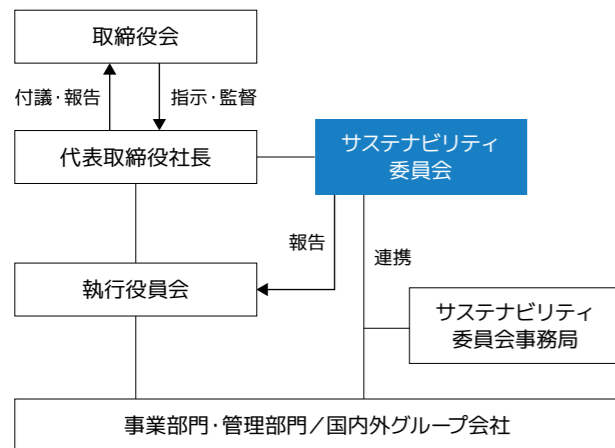 取締役会
付議・報告
指示・監督
代表取締役社長
サステナビリティ
委員会
報告
連携
執行役員会
サステナビリティ
委員会事務局
事業部門・管理部門／国内外グループ会社